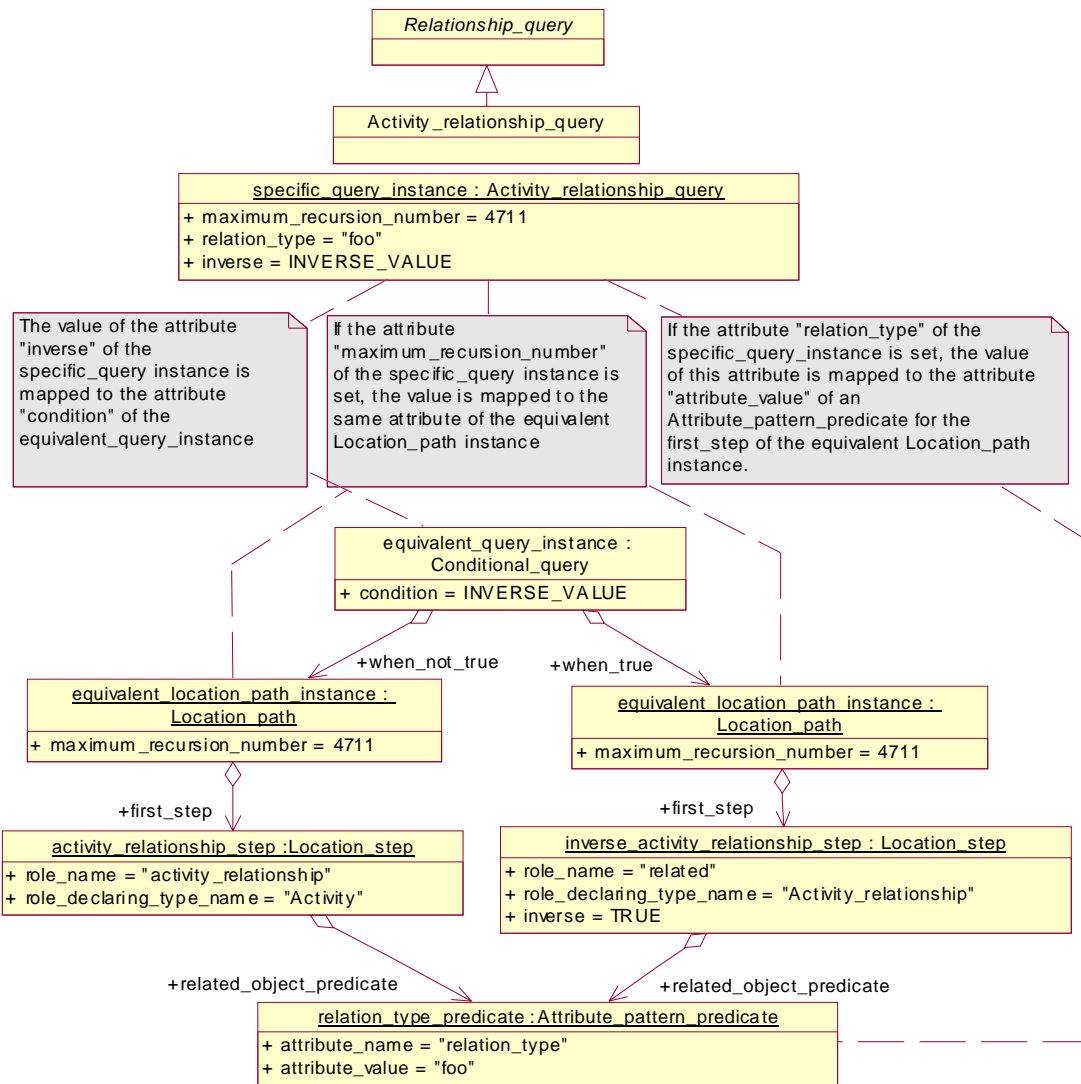 Relationship_query
Activity_relationship_query
specific_query_instance : Activity_relationship_query
+ maximum_recursion_number = 4711
+ relation_type = "foo"
+ inverse = INVERSE_VALUE
The value of the attribute
"inverse" of the
specific_query instance is
mapped to the attribute
"condition" of the
equivalent_query_instance
If the attribute
"maximum_recursion_number"
of the specific_query instance is
set, the value is mapped to the
same attribute of the equivalent
Location_path instance
If the attribute "relation_type" of the
specific_query_instance is set, the value
of this attribute is mapped to the attribute
"attribute_value" of an
Attribute_pattern_predicate for the
first_step of the equivalent Location_path
instance.
equivalent_query_instance :
Conditional_query
+ condition = INVERSE_VALUE
+when_not_true
+when_true
equivalent_location_path_instance :
Location_path
+ maximum_recursion_number = 4711
equivalent_location_path_instance :
Location_path
+ maximum_recursion_number = 4711
+first_step
+first_step
activity_relationship_step :Location_step
+ role_name = "activity_relationship"
+ role_declaring_type_name = "Activity"
inverse_activity_relationship_step : Location_step
+ role_name = "related"
+ role_declaring_type_name = "Activity_relationship"
+ inverse = TRUE
+related_object_predicate
+related_object_predicate
relation_type_predicate :Attribute_pattern_predicate
+ attribute_name = "relation_type"
+ attribute_value = "foo"